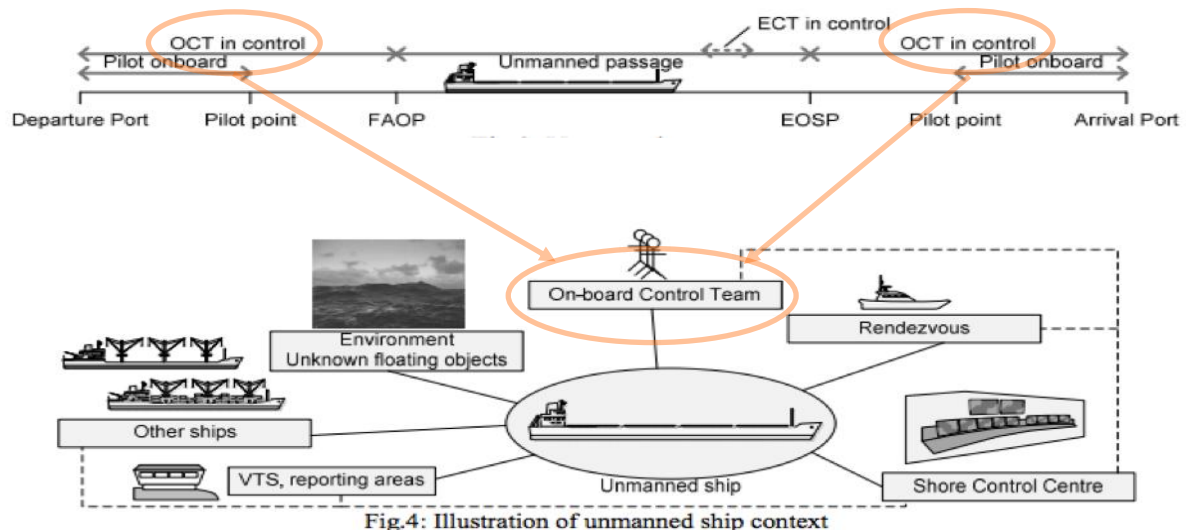 ECT in control
OCT in control
OCT in control
Pilot onboard
Unmanned passage
Pilot onboard
Departure Port
Pilot point
FAOP
EOSP
Pilot point
Arrival Port
On-board Control Team
Rendezvous
Environment
Unknown floating objects
Other ships
VTS, reporting areas
Unmanned ship
Shore Control Centre
Fig.4: Illustration of unmanned ship context